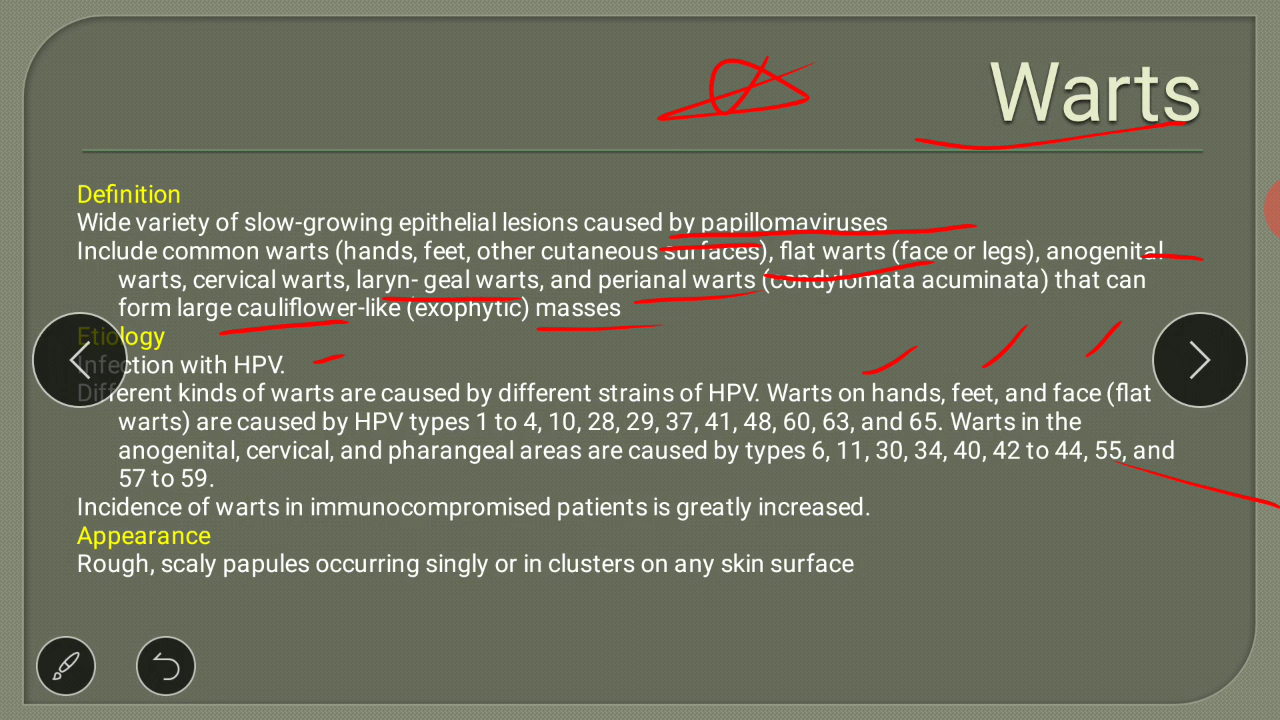 Warts
Definition
Wide variety of slow-growing epithelial lesions caused by papillomaviruses
Include common warts (hands, feet, other cutaneous surfaces), flat warts (face or legs), anogenital
warts, cervical warts, laryn- geal warts, and perianal warts (condylomata acuminata) that can
form large cauliflower-like (exophytic) masses
Etiology
Infection with HPV.
Different kinds of warts are caused by different strains of HPV. Warts on hands, feet, and face (flat
warts) are caused by HPV types 1 to 4, 10, 28, 29, 37, 41, 48, 60, 63, and 65. Warts in the
anogenital, cervical, and pharangeal areas are caused by types 6, 11, 30, 34, 40, 42 to 44, 55, and
57 to 59.
Incidence of warts in immunocompromised patients is greatly increased.
Appearance
Rough, scaly papules occurring singly or in clusters on any skin surface